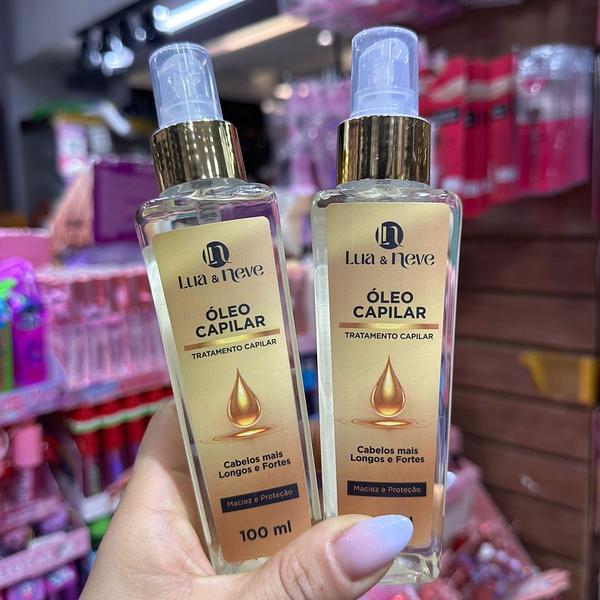 LN
Lua & Neve
ÓLEO
CAPILAR
TRATAMENTO CAPILAR
Cabelos mais
Longos e Fortes
Maciez e Proteção
100 ml
LN
Lua & Neve
ÓLEO
CAPILAR
TRATAMENTO CAPILAR
Cabelos mais
Longos e Fortes
Maciez e Proteção